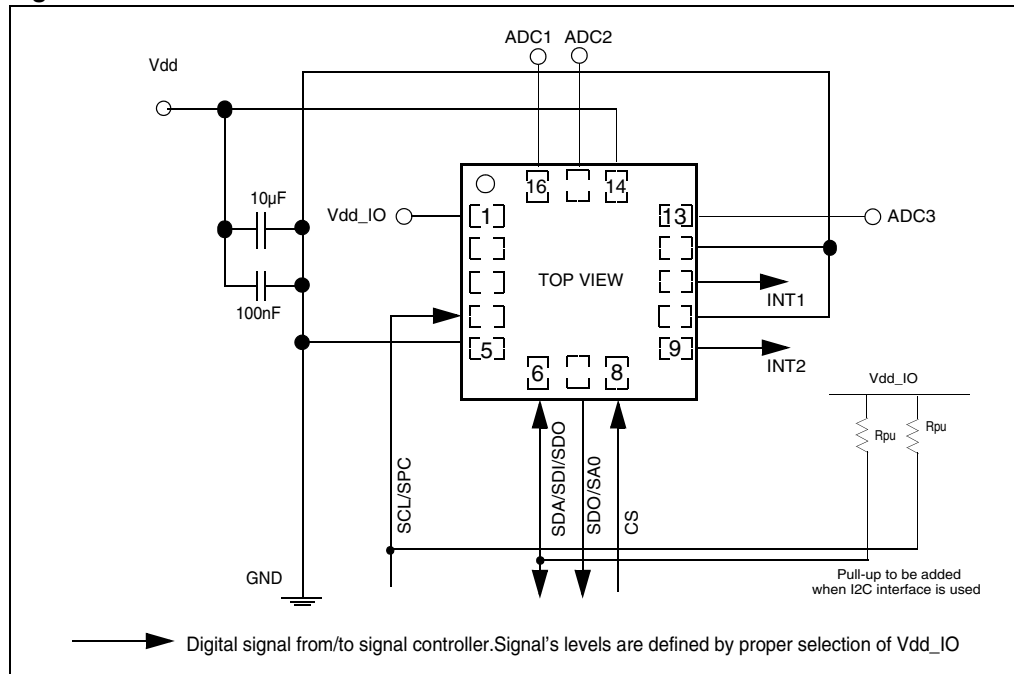 ADC1 ADC2
Vdd
16
14
10µF
Vdd_IO
1
13
ADC3
TOP VIEW
INT1
100nF
5
9
INT2
6
8
Vdd_IO
Rpu
Rpu
SCL/SPC
SDA/SDI/SDO
SDO/SA0
CS
GND
Pull-up to be added
when I2C interface is used
Digital signal from/to signal controller.Signal's levels are defined by proper selection of Vdd_IO